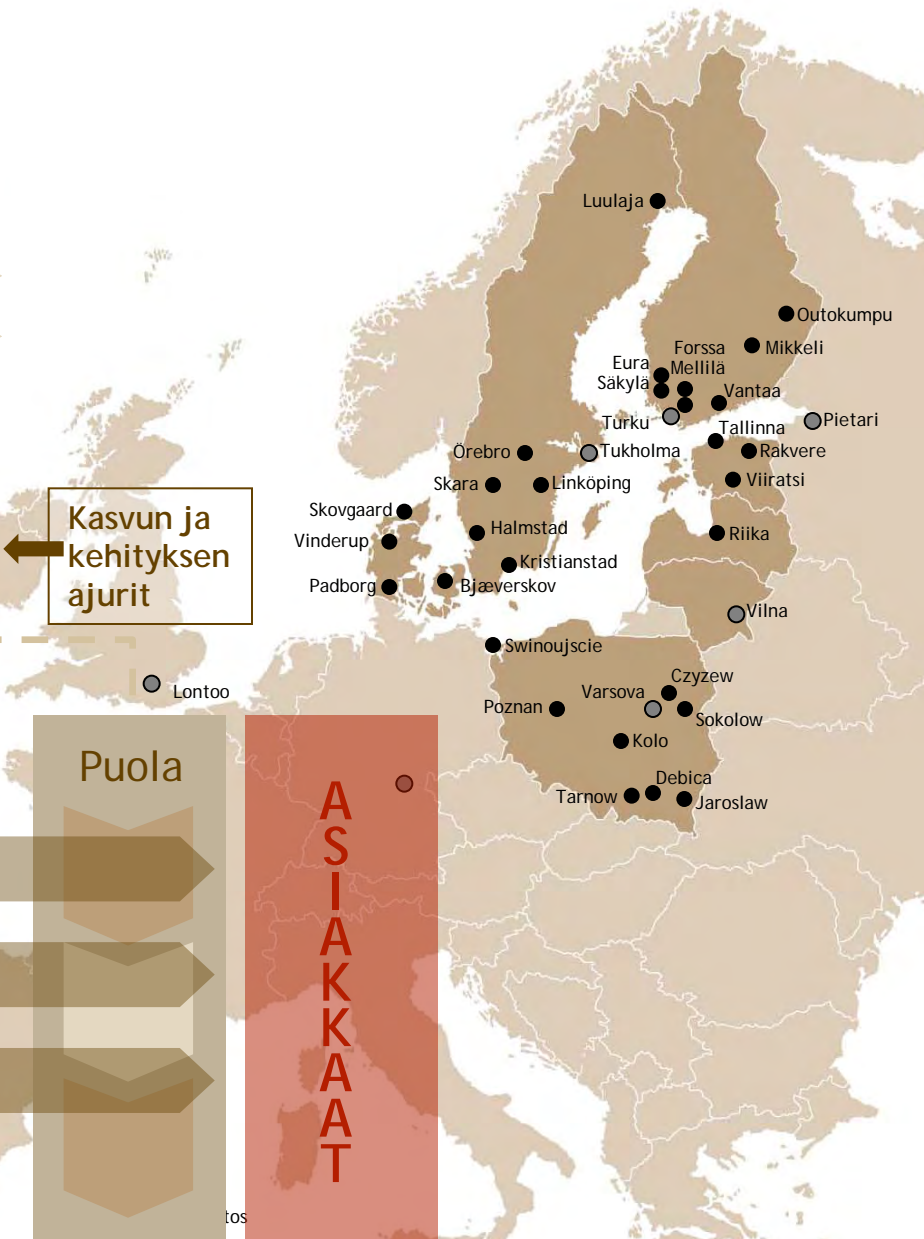 Luulaja
Outokumpu
Forssa
Mikkeli
Eura
Mellilä
Säkylä
Vantaa
Turku
Pietari
Tallinna
Örebro
Tukholma
Rakvere
Skara
Linköping
Viiratsi
Skovgaard
Halmstad
Riika
Vinderup
Kristianstad
Padborg
Bjæverskov
Kasvun ja
kehityksen
ajurit
Vilna
Swinoujscie
Lontoo
Czyzew
Varsova
Poznan
Sokolow
Kolo
Debica
Tarnow
Jaroslaw
Puola
ASIAKKAAT
tos